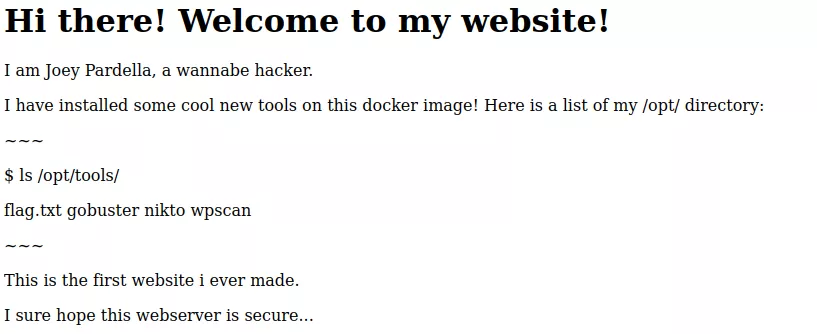 Hi there! Welcome to my website!
I am Joey Pardella, a wannabe hacker.
I have installed some cool new tools on this docker image! Here is a list of my /opt/ directory:
~~~
$ ls /opt/tools/
flag.txt gobuster nikto wpscan
~~~
This is the first website i ever made.
I sure hope this webserver is secure...